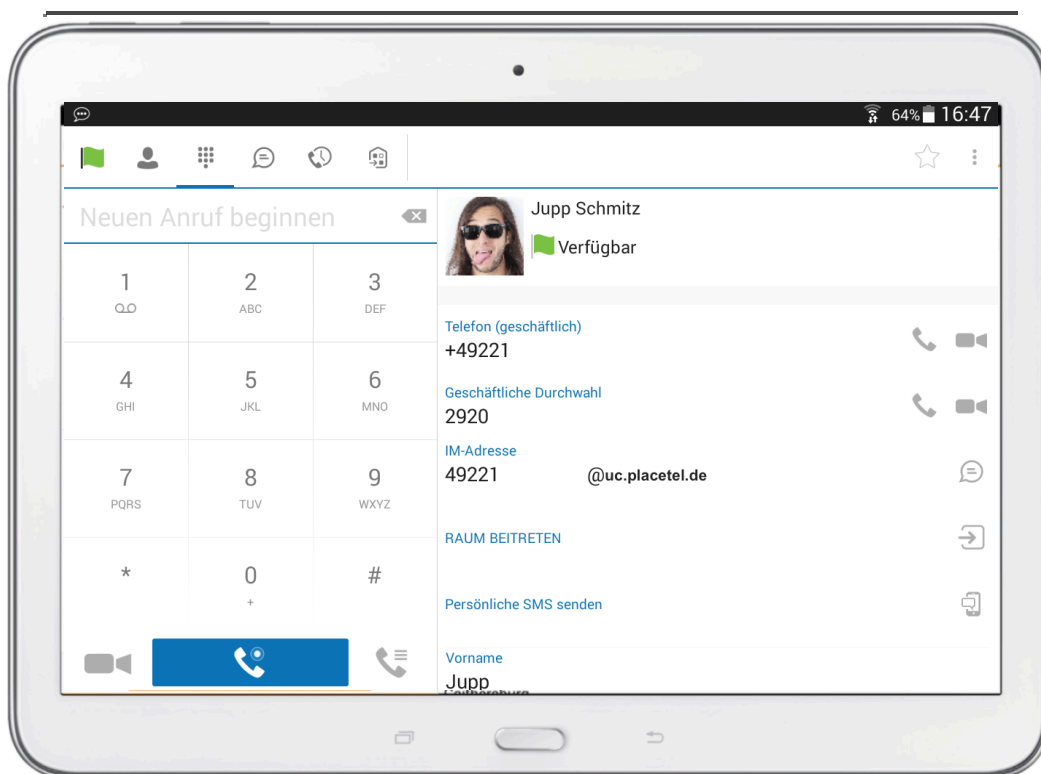 64% 16:47
Neuen Anruf beginnen
Jupp Schmitz
Verfügbar
1
2 ABC
3 DEF
4 GHI
5 JKL
6 MNO
7 PQRS
8 TUV
9 WXYZ
*
0 +
#
Telefon (geschäftlich)
+49221
Geschäftliche Durchwahl
2920
IM-Adresse
49221 @uc.placetel.de
RAUM BEITRETEN
Persönliche SMS senden
Vorname
Jupp